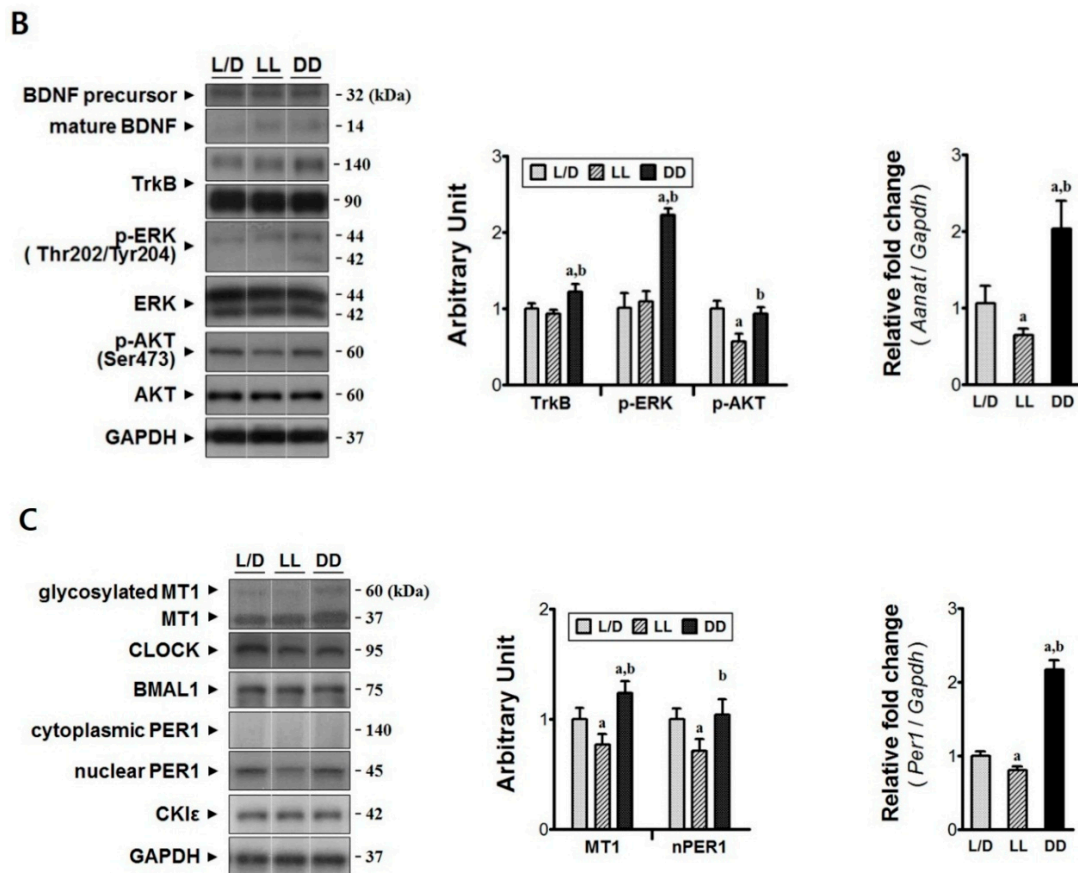 B
L/D LL DD
BDNF precursor ► - 32 (kDa)
mature BDNF ► - 14
TrkB ► - 140
- 90
p-ERK
( Thr202/Tyr204) ► - 44
- 42
ERK ► - 44
- 42
p-AKT
(Ser473) ► - 60
AKT ► - 60
GAPDH ► - 37
Arbitrary Unit
3
2
1
0
L/D LL DD
a,b
a,b
a
b
TrkB p-ERK p-AKT
Relative fold change
( Aanat / Gapdh )
3
2
1
0
a
a,b
L/D LL DD
C
L/D LL DD
glycosylated MT1 ► - 60 (kDa)
MT1 ► - 37
CLOCK ► - 95
BMAL1 ► - 75
cytoplasmic PER1 ► - 140
nuclear PER1 ► - 45
CKIε ► - 42
GAPDH ► - 37
Arbitrary Unit
2
1
0
L/D LL DD
a
a,b
a
b
MT1 nPER1
Relative fold change
( Per1 / Gapdh )
3
2
1
0
a
a,b
L/D LL DD